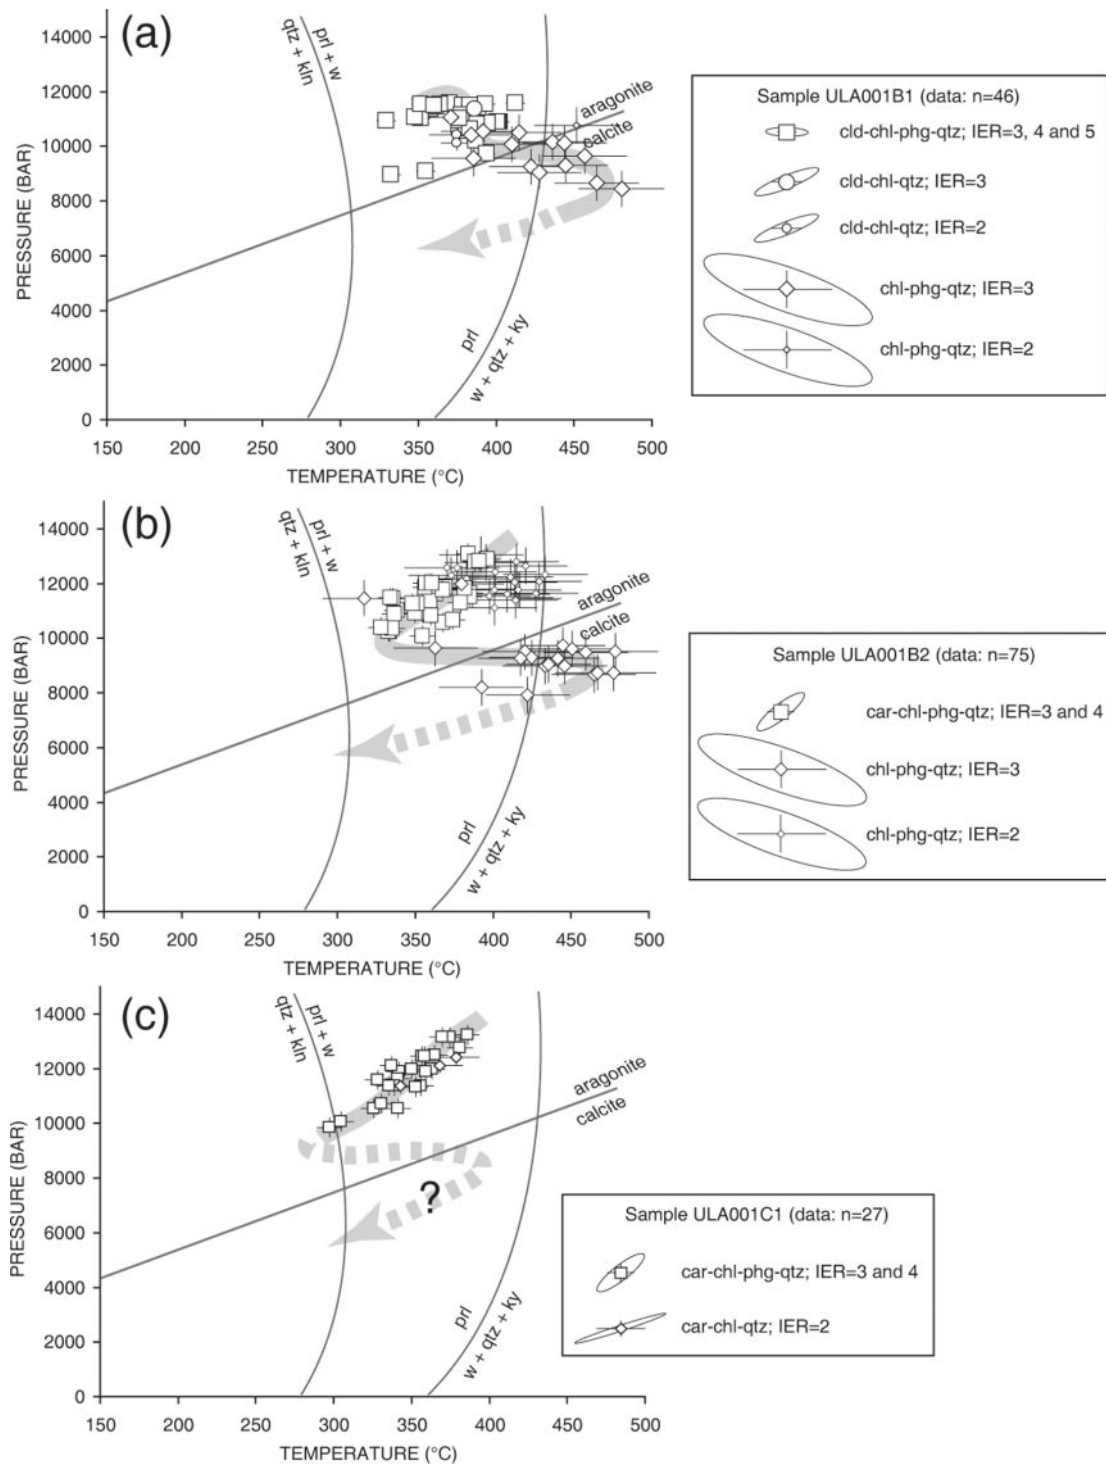 (a)
PRESSURE (BAR)
14000
12000
10000
8000
6000
4000
2000
0
qtz + kln
prl + w
aragonite
calcite
prl
w + qtz + ky
150 200 250 300 350 400 450 500
TEMPERATURE (°C)
Sample ULA001B1 (data: n=46)
cld-chl-phg-qtz; IER=3, 4 and 5
cld-chl-qtz; IER=3
cld-chl-qtz; IER=2
chl-phg-qtz; IER=3
chl-phg-qtz; IER=2
(b)
PRESSURE (BAR)
14000
12000
10000
8000
6000
4000
2000
0
qtz + kln
prl + w
aragonite
calcite
prl
w + qtz + ky
150 200 250 300 350 400 450 500
TEMPERATURE (°C)
Sample ULA001B2 (data: n=75)
car-chl-phg-qtz; IER=3 and 4
chl-phg-qtz; IER=3
chl-phg-qtz; IER=2
(c)
PRESSURE (BAR)
14000
12000
10000
8000
6000
4000
2000
0
qtz + kln
prl + w
aragonite
calcite
?
prl
w + qtz + ky
150 200 250 300 350 400 450 500
TEMPERATURE (°C)
Sample ULA001C1 (data: n=27)
car-chl-phg-qtz; IER=3 and 4
car-chl-qtz; IER=2